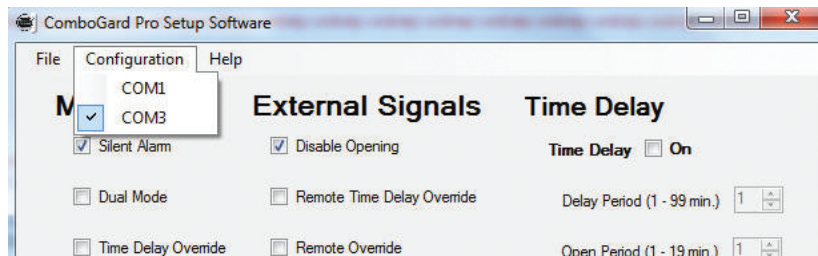 ComboGard Pro Setup Software
File Configuration Help
COM1
COM3
M
External Signals
Time Delay
Silent Alarm
Disable Opening
Time Delay On
Dual Mode
Remote Time Delay Override
Delay Period (1 - 99 min.) 1
Time Delay Override
Remote Override
Open Period (1 - 19 min.) 1